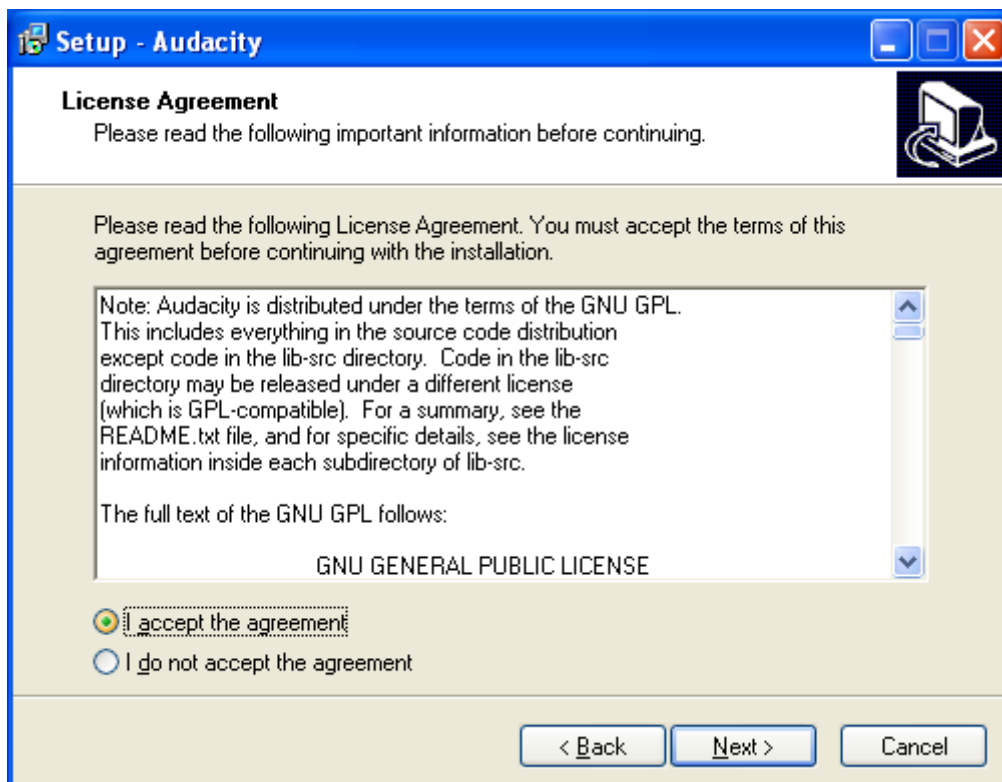 Setup - Audacity
License Agreement
Please read the following important information before continuing.
Please read the following License Agreement. You must accept the terms of this
agreement before continuing with the installation.
Note: Audacity is distributed under the terms of the GNU GPL.
This includes everything in the source code distribution
except code in the lib-src directory.  Code in the lib-src
directory may be released under a different license
(which is GPL-compatible).  For a summary, see the
README.txt file, and for specific details, see the license
information inside each subdirectory of lib-src.
The full text of the GNU GPL follows:
GNU GENERAL PUBLIC LICENSE
I accept the agreement
I do not accept the agreement
< Back
Next >
Cancel